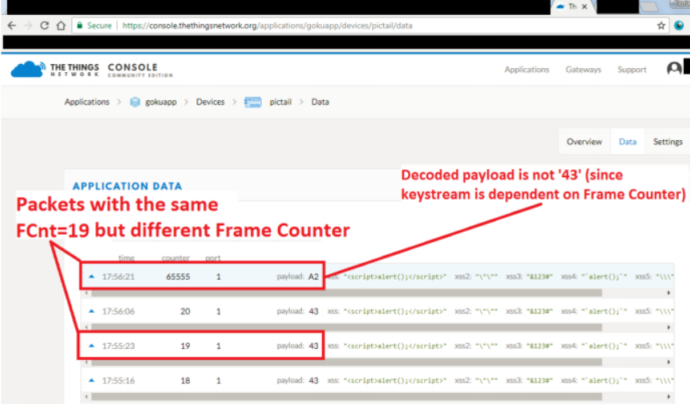 Th X
Secure | https://console.thethingsnetwork.org/applications/gokuapp/devices/pictail/data
THE THINGS NETWORK CONSOLE COMMUNITY EDITION
Applications Gateways Support
Applications > gokuapp > Devices > pictail > Data
Overview Data Settings
APPLICATION DATA
Decoded payload is not '43' (since
keystream is dependent on Frame Counter)
Packets with the same
FCnt=19 but different Frame Counter
time counter port
17:56:21 65555 1 payload: A2 xss: "<script>alert();</script>" xss2: "\"\"" xss3: "&123#" xss4: "`alert();`" xss5: "\\\"
17:56:06 20 1 payload: 43 xss: "<script>alert();</script>" xss2: "\"\"" xss3: "&123#" xss4: "`alert();`" xss5: "\\\"
17:55:23 19 1 payload: 43 xss: "<script>alert();</script>" xss2: "\"\"" xss3: "&123#" xss4: "`alert();`" xss5: "\\\"
17:55:16 18 1 payload: 43 xss: "<script>alert();</script>" xss2: "\"\"" xss3: "&123#" xss4: "`alert();`" xss5: "\\\"